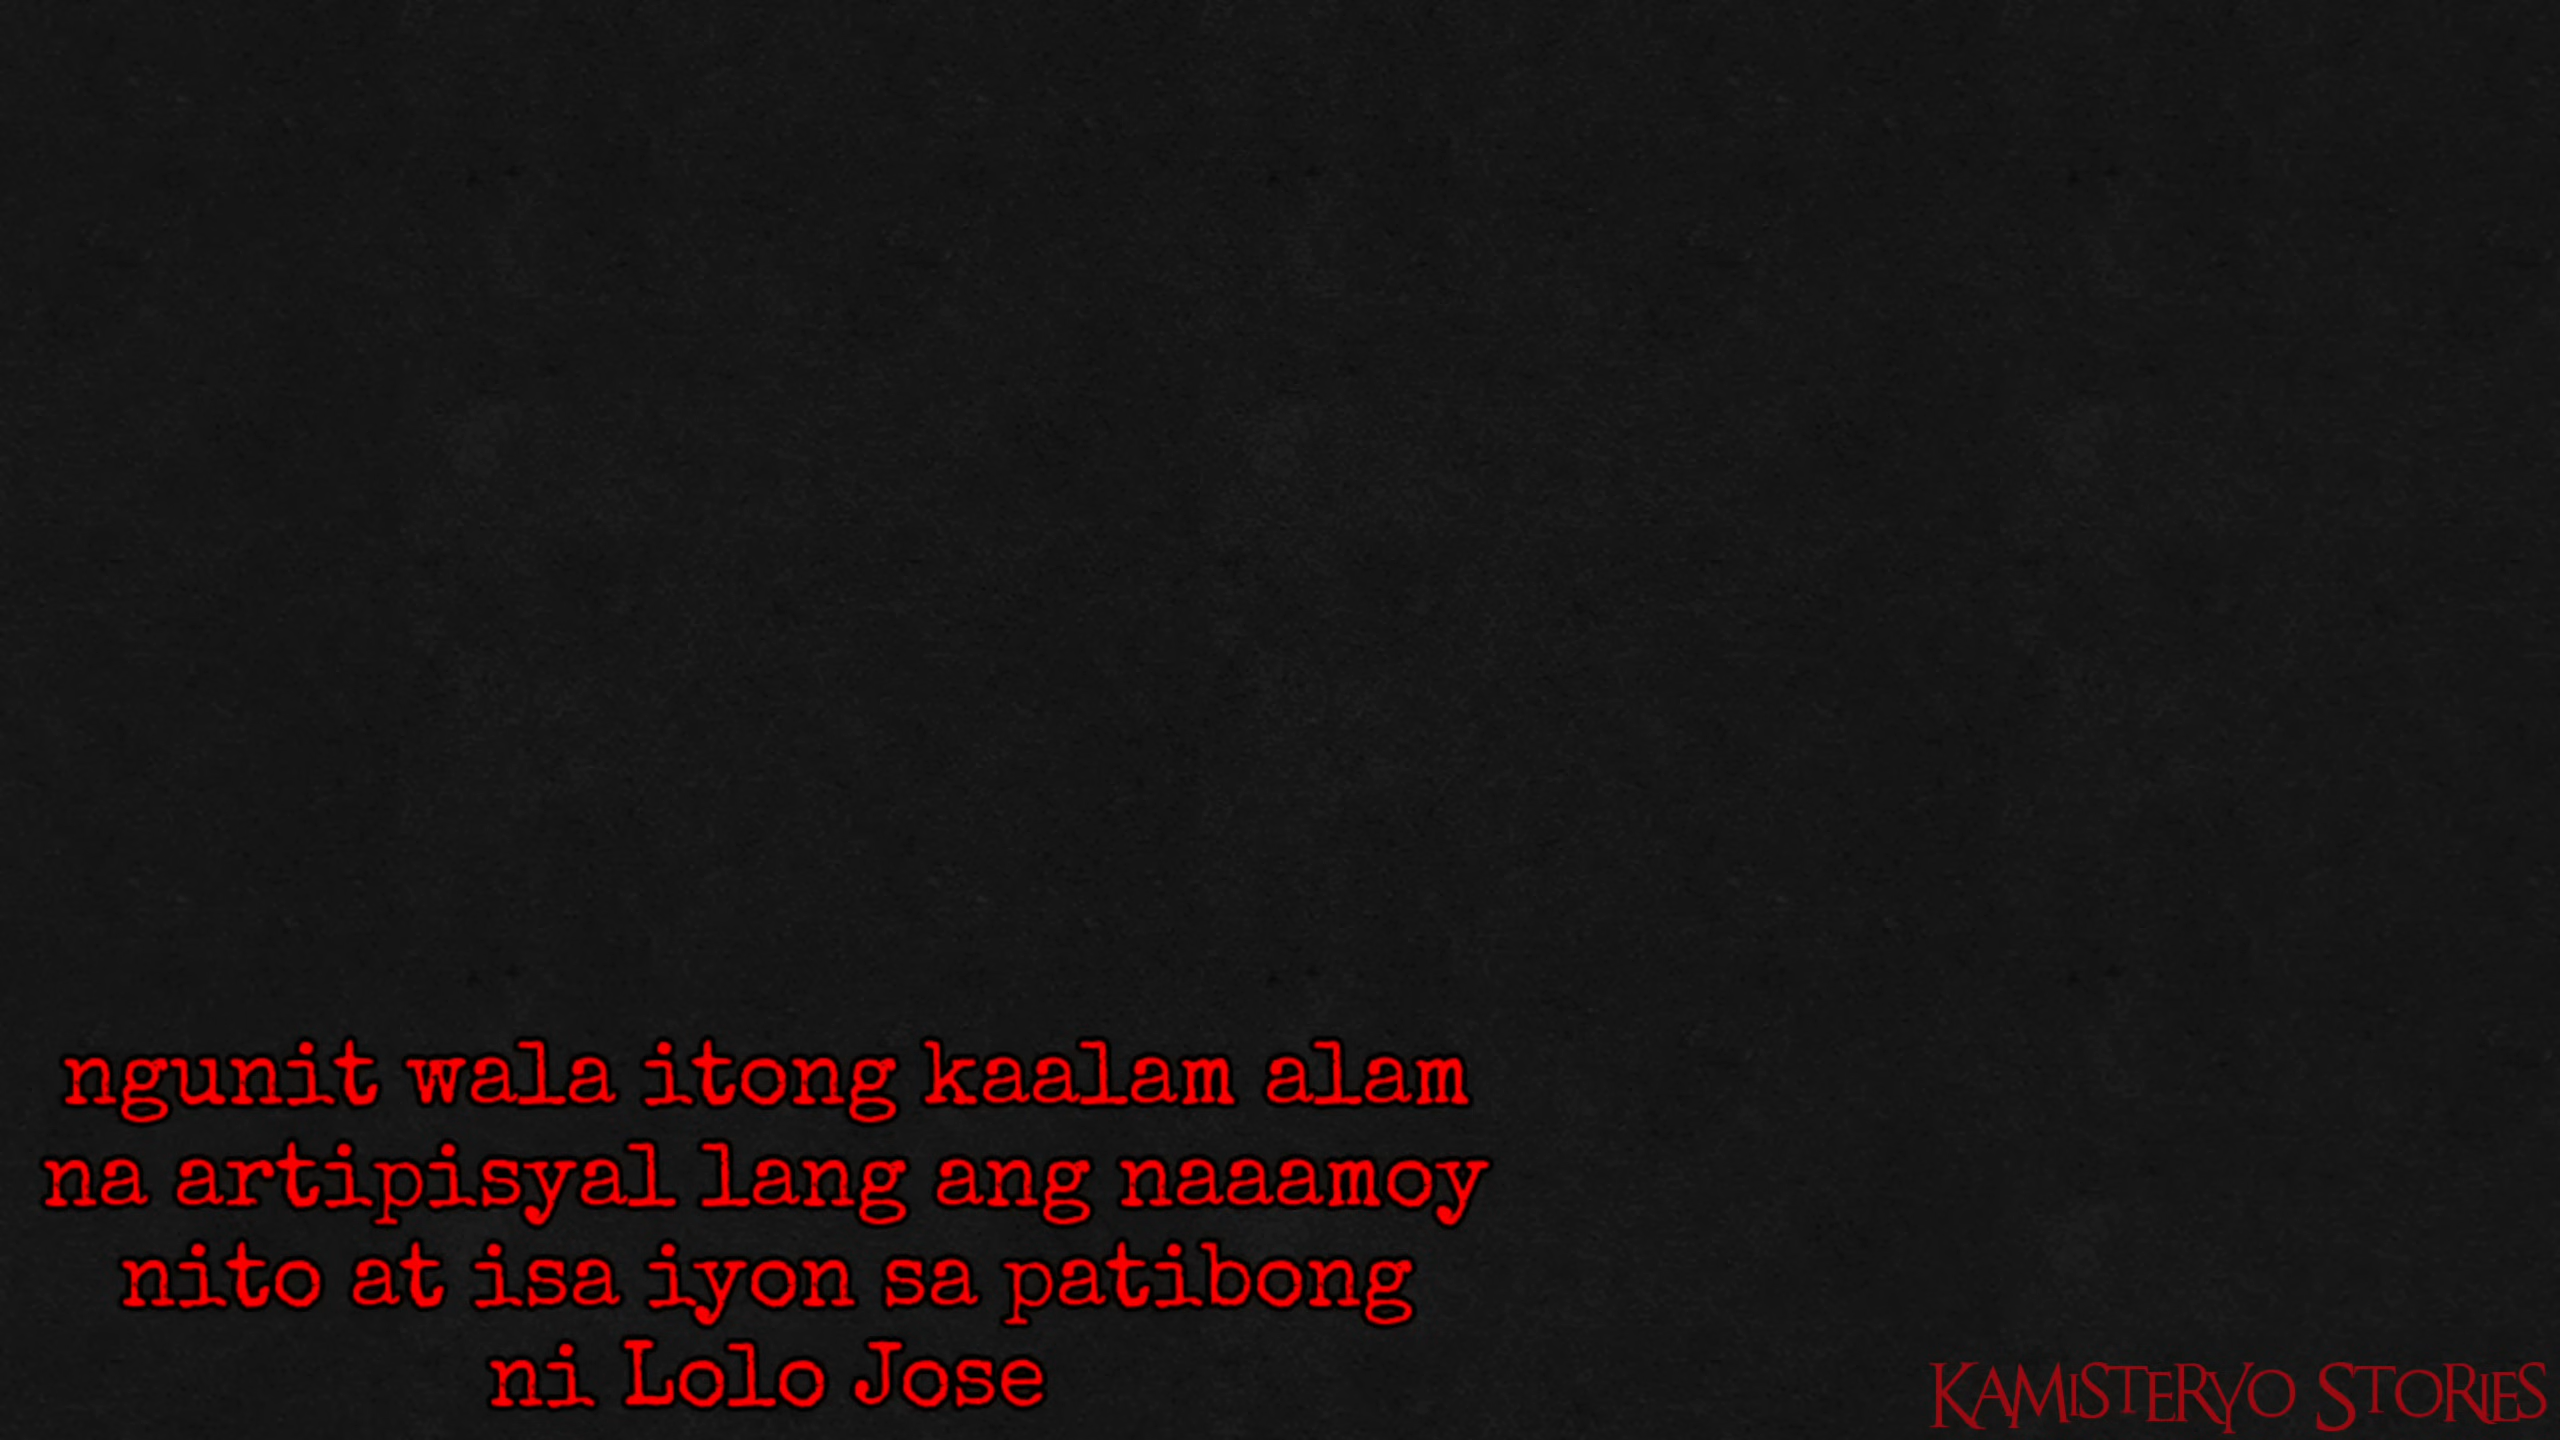 ngunit wala itong kaalam alam
na artipisyal lang ang naaamoy
nito at isa iyon sa patibong
ni Lolo Jose
KAMISTERYO STORIES